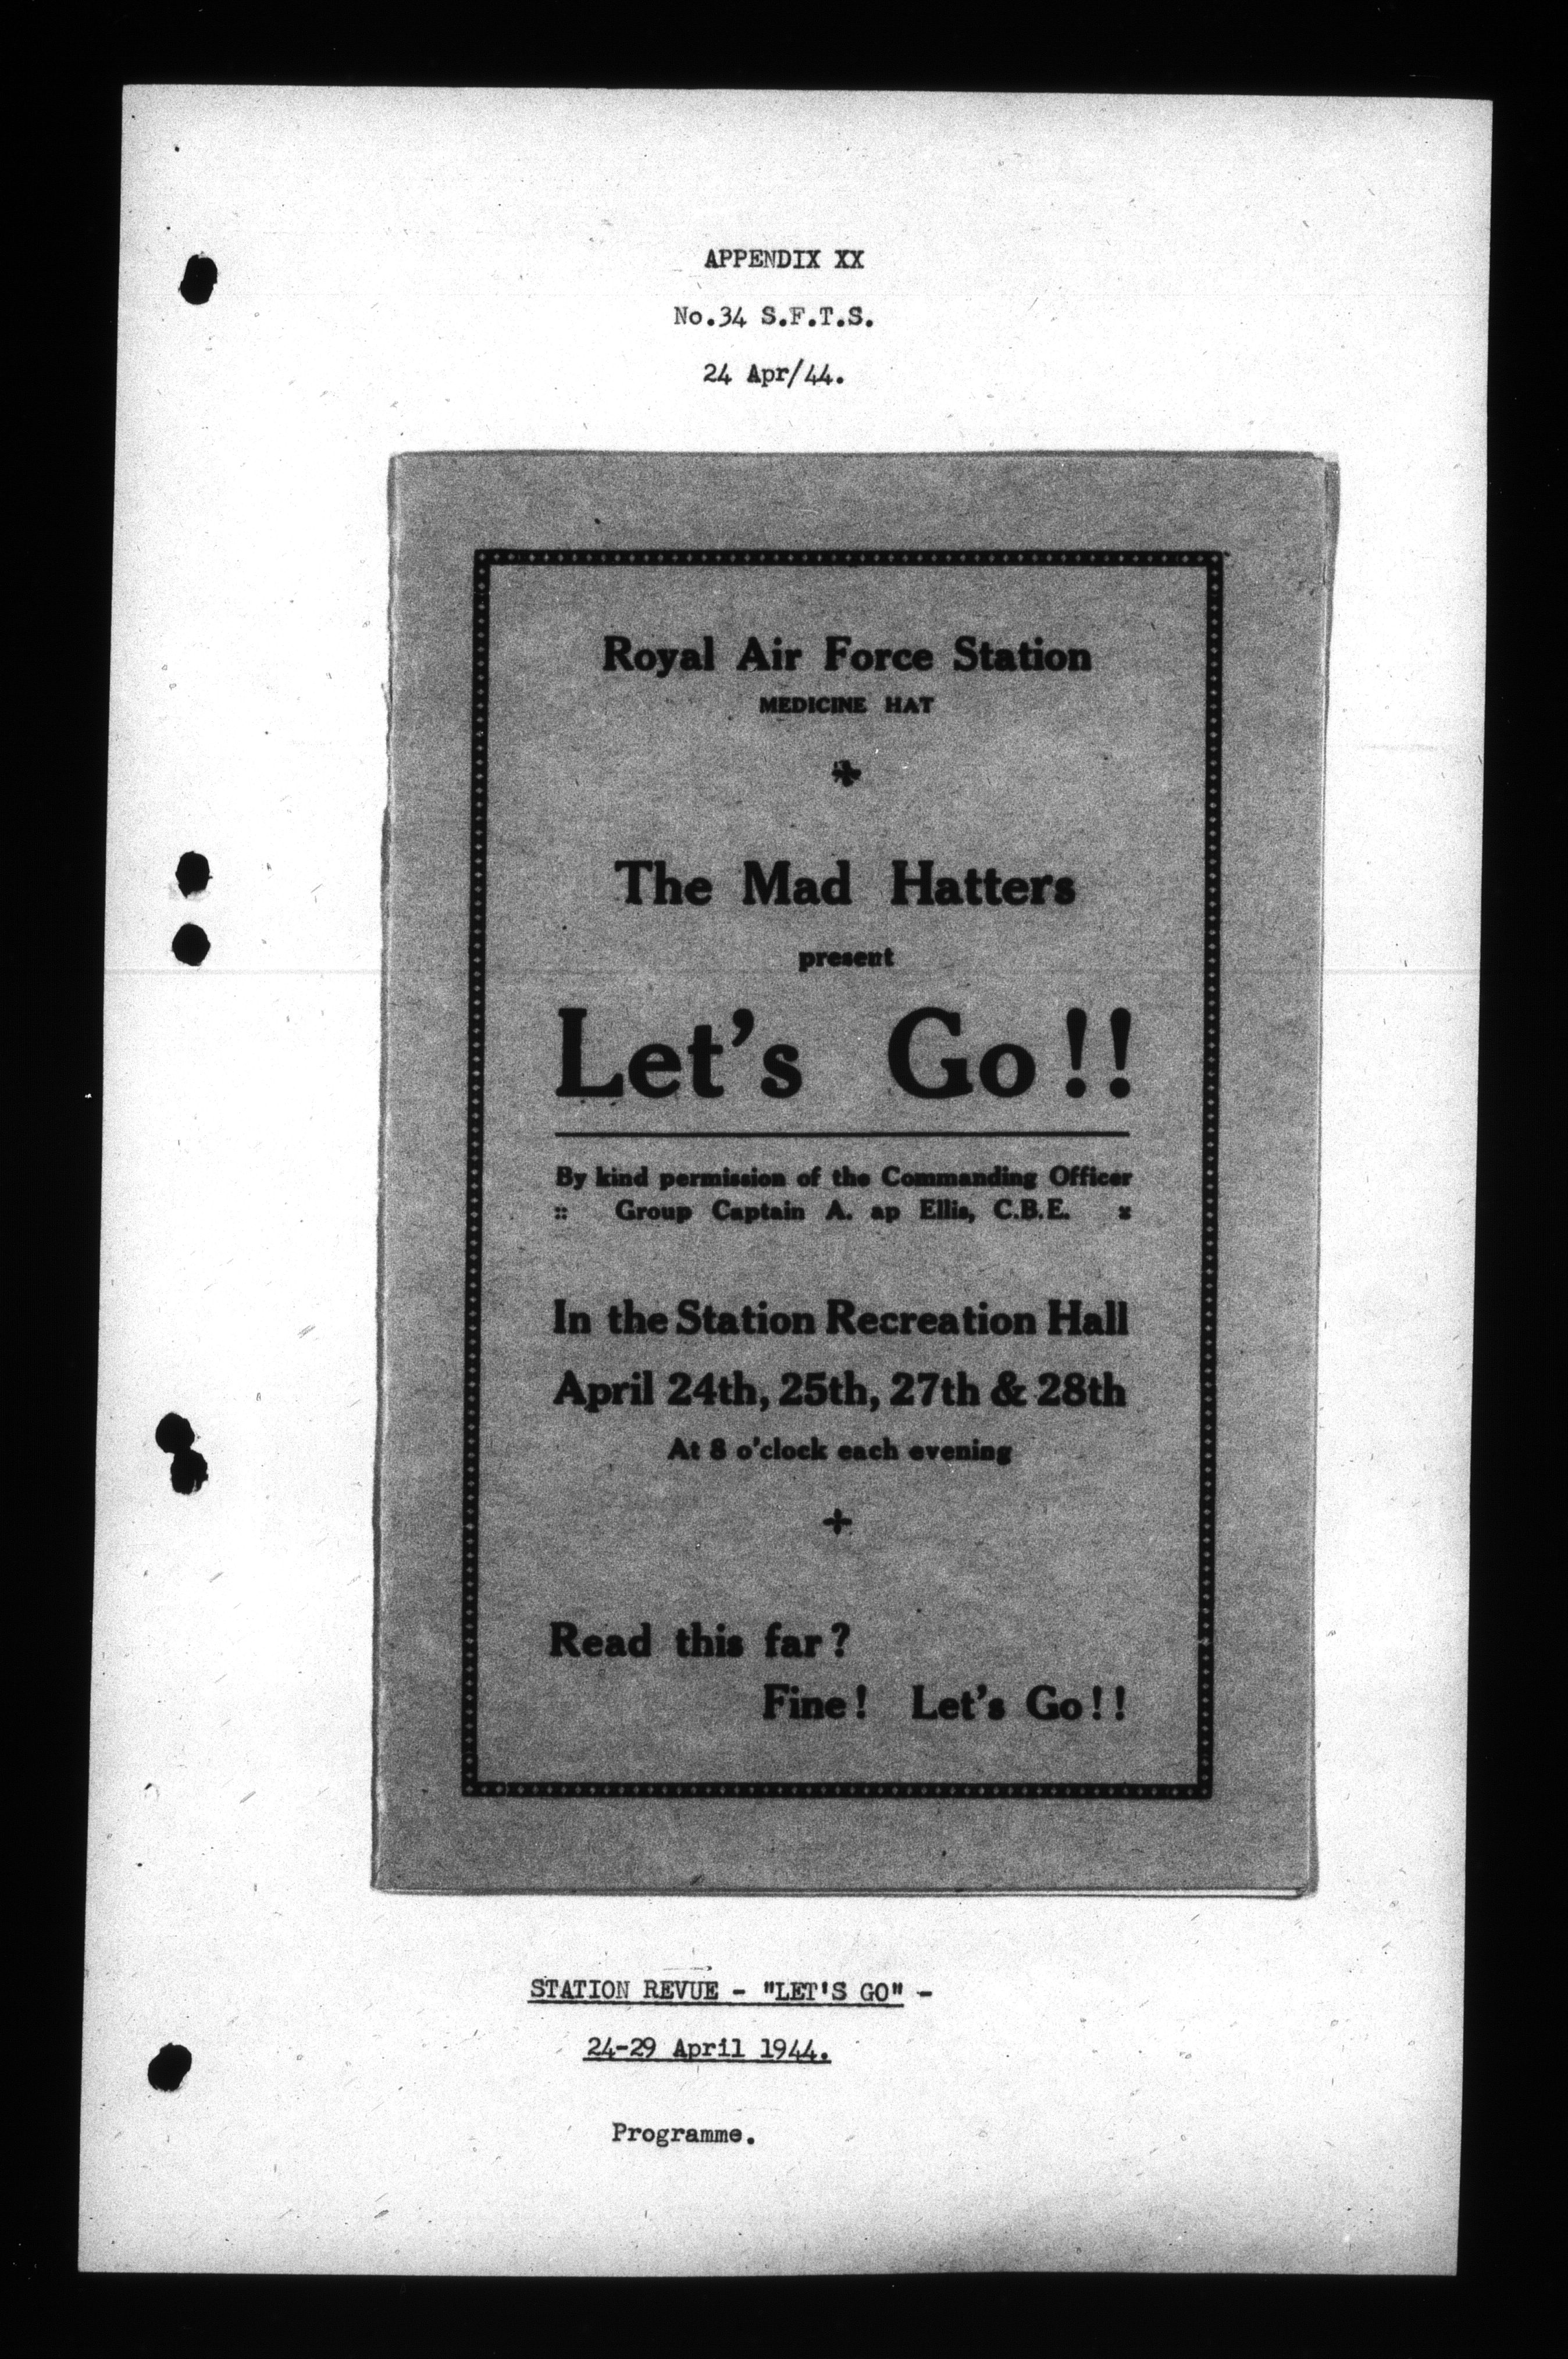 APPENDIX XX
No.34 S.F.T.S.
24 Apr/44.
Royal Air Force Station
MEDICINE HAT
The Mad Hatters
present
Let's Go!!
By kind permission of the Commanding Officer
:: Group Captain A. ap Ellis, C.B.E. ::
In the Station Recreation Hall
April 24th, 25th, 27th & 28th
At 8 o'clock each evening
Read this far?
Fine! Let's Go!!
STATION REVUE - "LET'S GO" -
24-29 April 1944.
Programme.